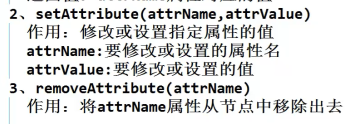 2、setAttribute(attrName,attrValue)
作用：修改或设置指定属性的值
attrName:要修改或设置的属性名
attrValue:要修改或设置的值
3、removeAttribute(attrName)
作用：将attrName属性从节点中移除出去